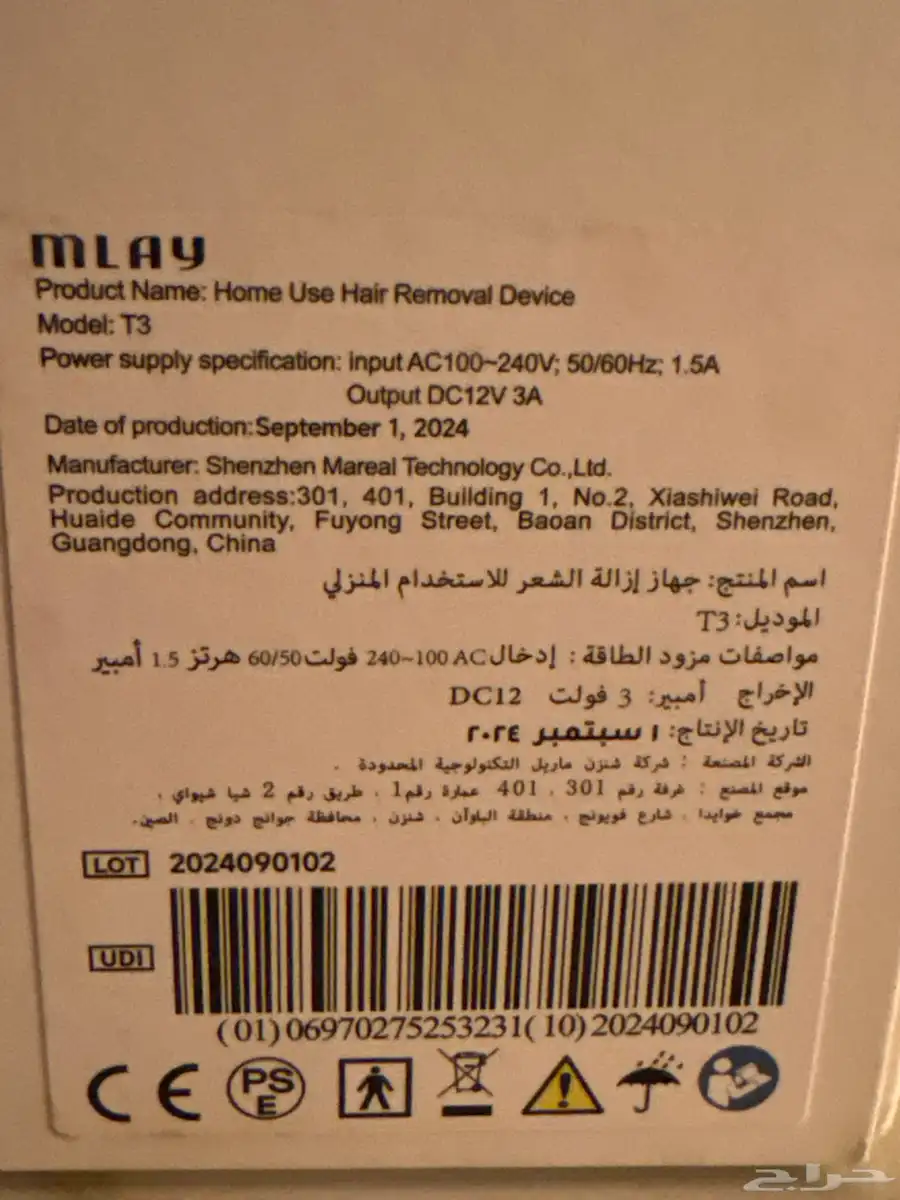 MLAY
Product Name: Home Use Hair Removal Device
Model: T3
Power supply specification: input AC100~240V; 50/60Hz; 1.5A
Output DC12V 3A
Date of production:September 1, 2024
Manufacturer: Shenzhen Mareal Technology Co.,Ltd.
Production address:301, 401, Building 1, No.2, Xiashiwei Road,
Huaide Community, Fuyong Street, Baoan District, Shenzhen,
Guangdong, China
اسم المنتج: جهاز إزالة الشعر للاستخدام المنزلي
الموديل:T3
مواصفات مزود الطاقة: إدخال AC 100~240 فولت 60/50 هرتز 1.5 أمبير
الإخراج أمبير: 3 فولت DC12
تاريخ الإنتاج: ١ سبتمبر ٢٠٢٤
الشركة المصنعة : شركة شنزن ماريل التكنولوجية المحدودة .
موقع المصنع : غرفة رقم 301 ، 401 عمارة رقم1 ، طريق رقم 2 شيا شيواي ،
مجمع خوايدا ، شارع فويونج ، منطقة الباوآن ، شنزن ، محافظة جوانج دونج ، الصين.
LOT 2024090102
UDI
(01)06970275253231(10)2024090102
CE PSE
حراج